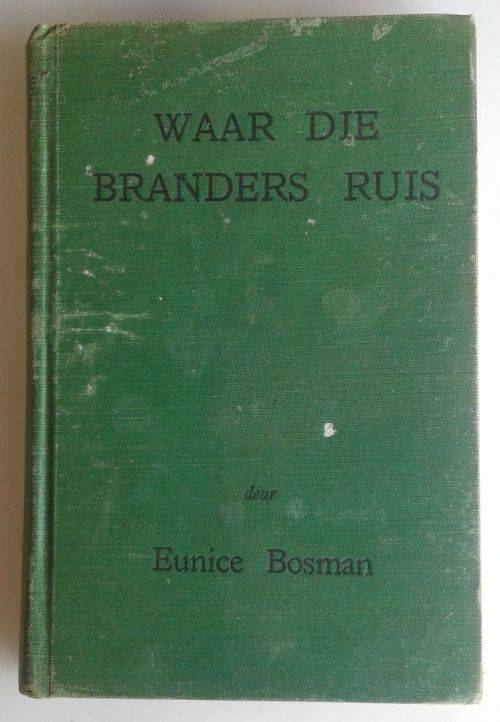 WAAR DIE
BRANDERS RUIS
deur
Eunice Bosman